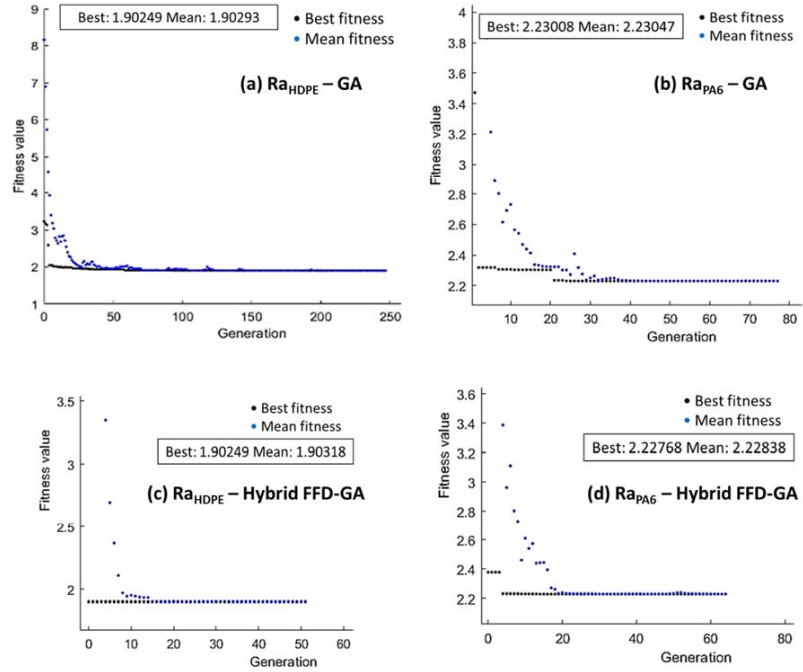 Best: 1.90249 Mean: 1.90293
Best fitness
Mean fitness
(a) RaHDPE – GA
Fitness value
9
8
7
6
5
4
3
2
1
0 50 100 150 200 250
Generation
Best: 2.23008 Mean: 2.23047
Best fitness
Mean fitness
(b) RaPA6 – GA
Fitness value
4
3.8
3.6
3.4
3.2
3
2.8
2.6
2.4
2.2
10 20 30 40 50 60 70 80
Generation
Best fitness
Mean fitness
Best: 1.90249 Mean: 1.90318
(c) RaHDPE – Hybrid FFD-GA
Fitness value
3.5
3
2.5
2
0 10 20 30 40 50 60
Generation
Best fitness
Mean fitness
Best: 2.22768 Mean: 2.22838
(d) RaPA6 – Hybrid FFD-GA
Fitness value
3.6
3.4
3.2
3
2.8
2.6
2.4
2.2
0 20 40 60 80
Generation